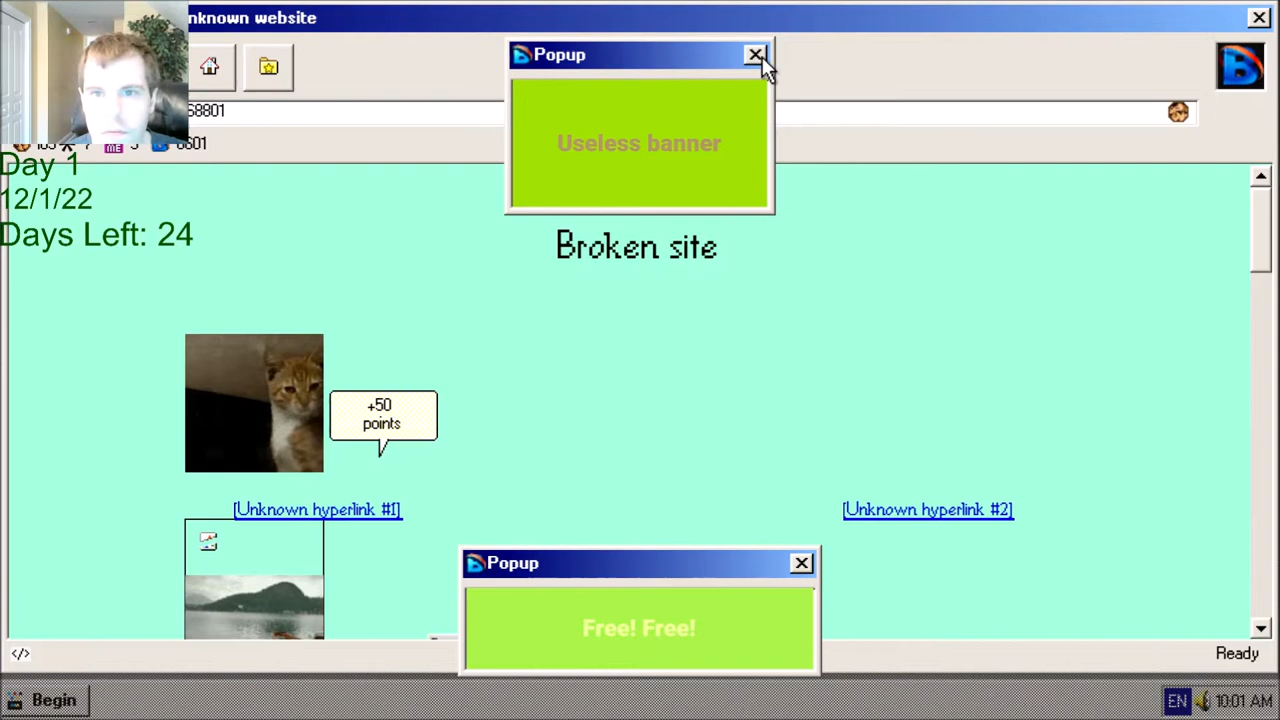 nknown website
Popup
68801
Useless banner
Day 1
12/1/22
Days Left: 24
Broken site
+50
points
[Unknown hyperlink #1]
[Unknown hyperlink #2]
Popup
Free! Free!
</>
Ready
Begin
EN
10:01 AM